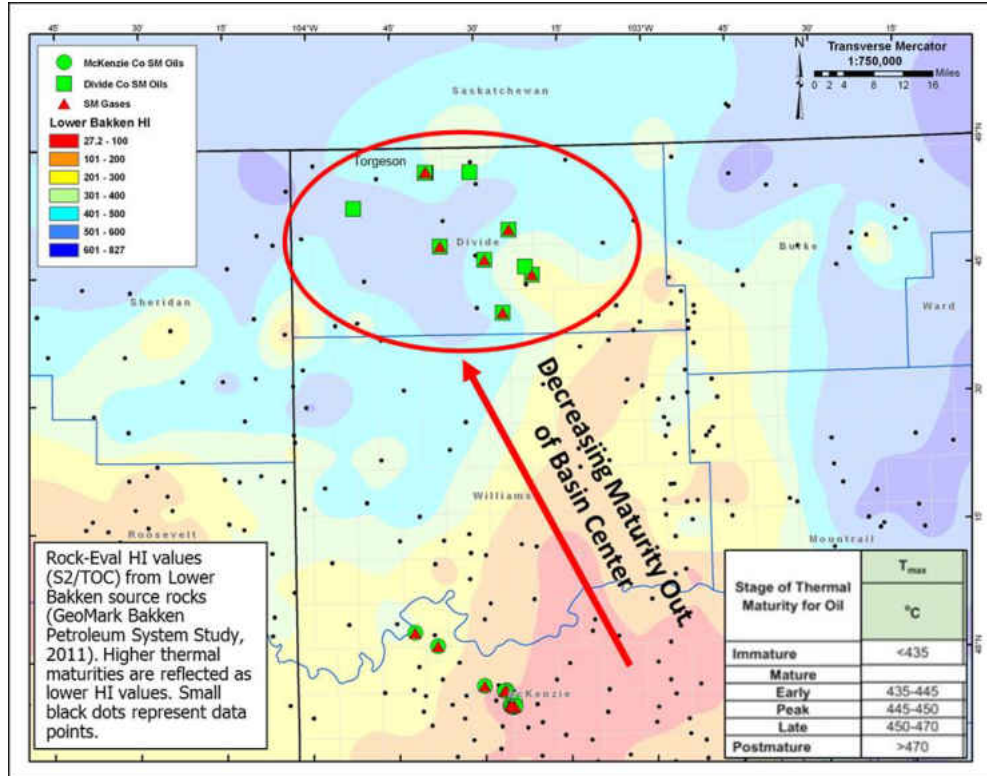 45'
30'
15'
104°W
45'
30'
15'
103°W
45'
30'
15'
McKenzie Co SM Oils
Divide Co SM Oils
SM Gases
Lower Bakken HI
27.2 - 100
101 - 200
201 - 300
301 - 400
401 - 500
501 - 600
601 - 827
N
Transverse Mercator
1:750,000
0 2 4 8 12 16
Miles
Saskatchewan
49°N
Torgeson
Divide
Burke
45'
Sheridan
Ward
30'
Decreasing Maturity Out
of Basin Center
Williams
15'
Roosevelt
Mountrail
48°N
McKenzie
Rock-Eval HI values
(S2/TOC) from Lower
Bakken source rocks
(GeoMark Bakken
Petroleum System Study,
2011). Higher thermal
maturities are reflected as
lower HI values. Small
black dots represent data
points.
Stage of Thermal
Maturity for Oil
Tmax
°C
Immature <435
Mature
Early 435-445
Peak 445-450
Late 450-470
Postmature >470